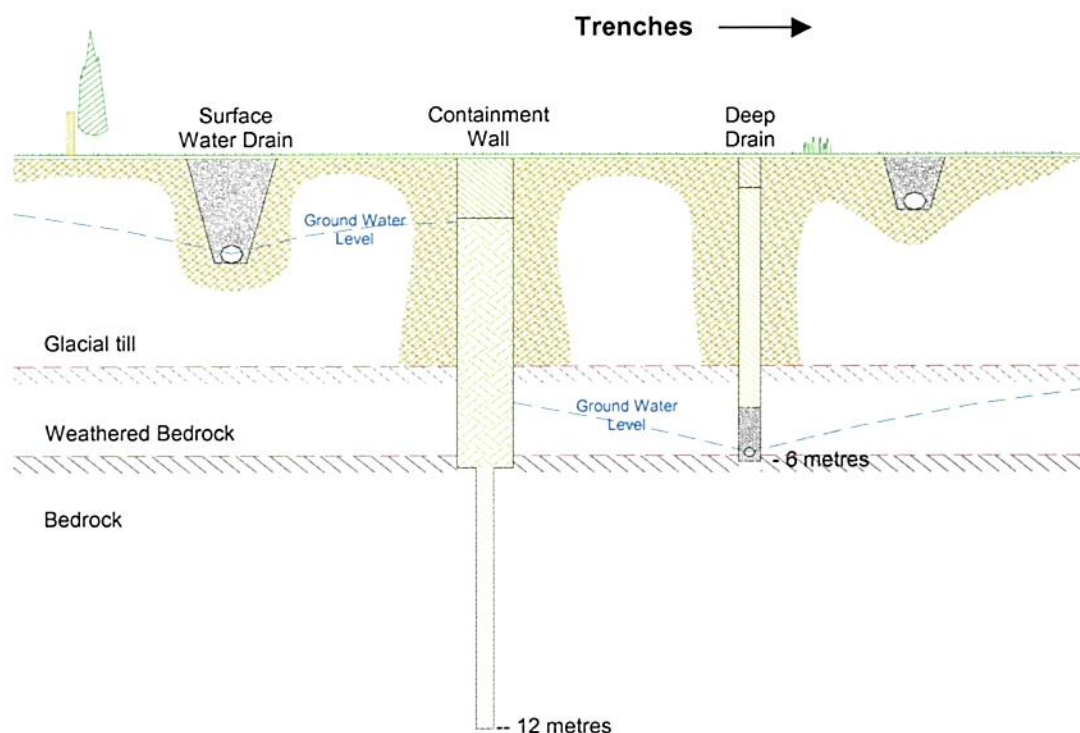 Trenches
Surface
Water Drain
Containment
Wall
Deep
Drain
Ground Water
Level
Glacial till
Ground Water
Level
Weathered Bedrock
- 6 metres
Bedrock
-- 12 metres